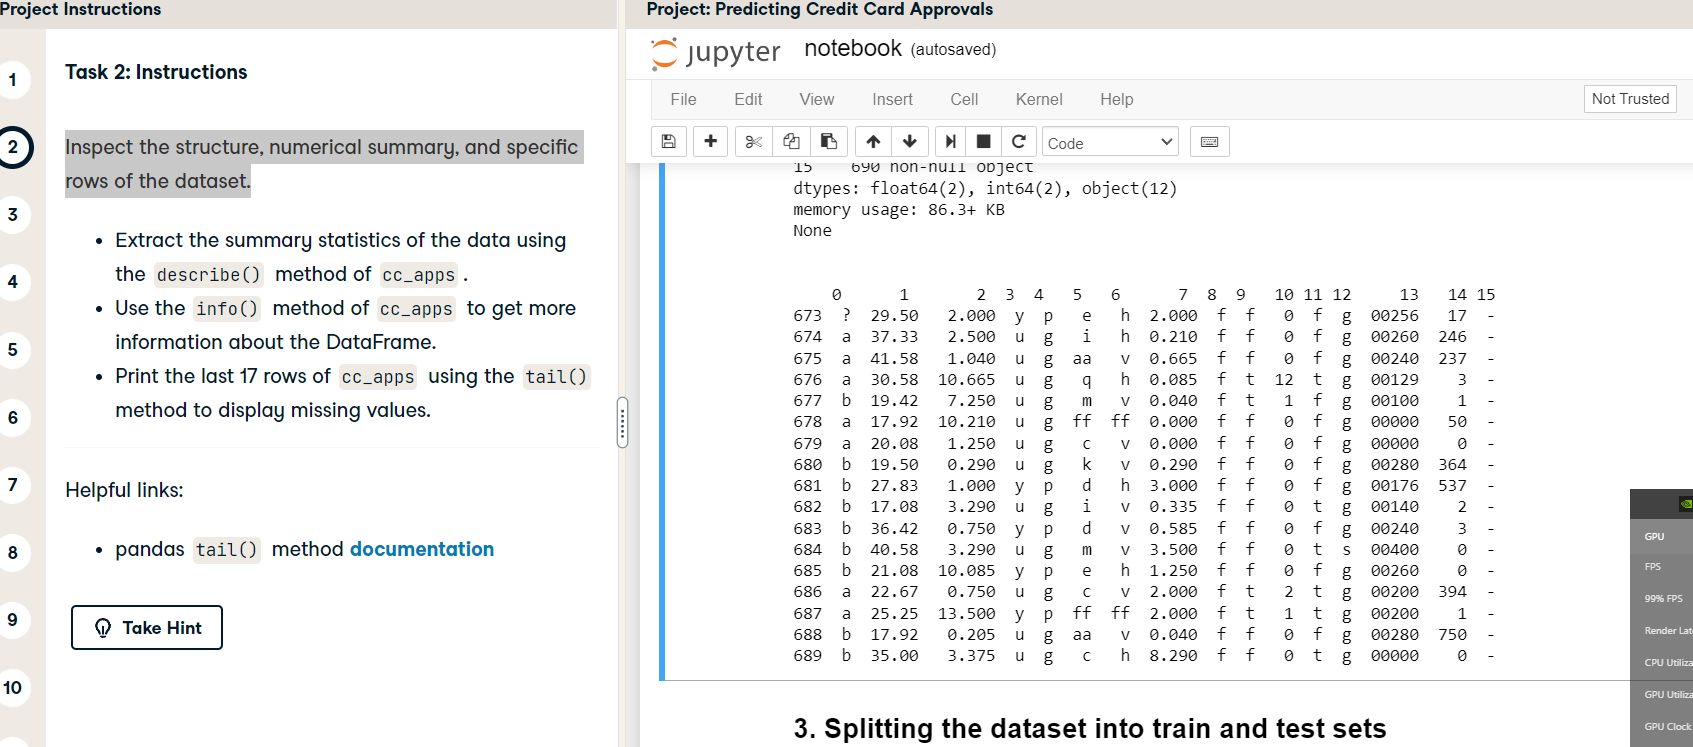 Project Instructions
Project: Predicting Credit Card Approvals
1
2
3
4
5
6
7
8
9
10
Task 2: Instructions
Inspect the structure, numerical summary, and specific
rows of the dataset.
• Extract the summary statistics of the data using
the describe() method of cc_apps .
• Use the info() method of cc_apps to get more
information about the DataFrame.
• Print the last 17 rows of cc_apps using the tail()
method to display missing values.
Helpful links:
• pandas tail() method documentation
Take Hint
jupyter notebook (autosaved)
File Edit View Insert Cell Kernel Help
Not Trusted
Code
15 690 non-null object
dtypes: float64(2), int64(2), object(12)
memory usage: 86.3+ KB
None
0 1 2 3 4 5 6 7 8 9 10 11 12 13 14 15
673 ? 29.50 2.000 y p e h 2.000 f f 0 f g 00256 17 -
674 a 37.33 2.500 u g i h 0.210 f f 0 f g 00260 246 -
675 a 41.58 1.040 u g aa v 0.665 f f 0 f g 00240 237 -
676 a 30.58 10.665 u g q h 0.085 f t 12 t g 00129 3 -
677 b 19.42 7.250 u g m v 0.040 f t 1 f g 00100 1 -
678 a 17.92 10.210 u g ff ff 0.000 f f 0 f g 00000 50 -
679 a 20.08 1.250 u g c v 0.000 f f 0 f g 00000 0 -
680 b 19.50 0.290 u g k v 0.290 f f 0 f g 00280 364 -
681 b 27.83 1.000 y p d h 3.000 f f 0 f g 00176 537 -
682 b 17.08 3.290 u g i v 0.335 f f 0 t g 00140 2 -
683 b 36.42 0.750 y p d v 0.585 f f 0 f g 00240 3 -
684 b 40.58 3.290 u g m v 3.500 f f 0 t s 00400 0 -
685 b 21.08 10.085 y p e h 1.250 f f 0 f g 00260 0 -
686 a 22.67 0.750 u g c v 2.000 f t 2 t g 00200 394 -
687 a 25.25 13.500 y p ff ff 2.000 f t 1 t g 00200 1 -
688 b 17.92 0.205 u g aa v 0.040 f f 0 f g 00280 750 -
689 b 35.00 3.375 u g c h 8.290 f f 0 t g 00000 0 -
3. Splitting the dataset into train and test sets
GPU
FPS
99% FPS
Render Lat
CPU Utiliza
GPU Utiliza
GPU Clock